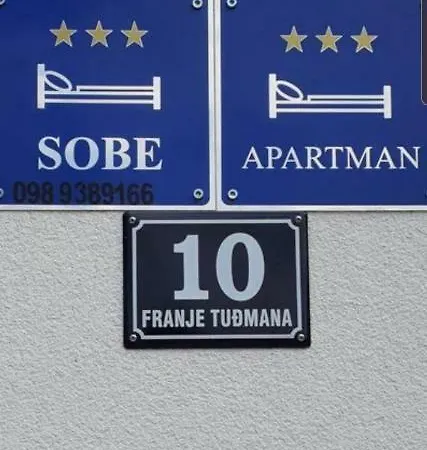 SOBE
098 9389166
APARTMAN
10
FRANJE TUĐMANA